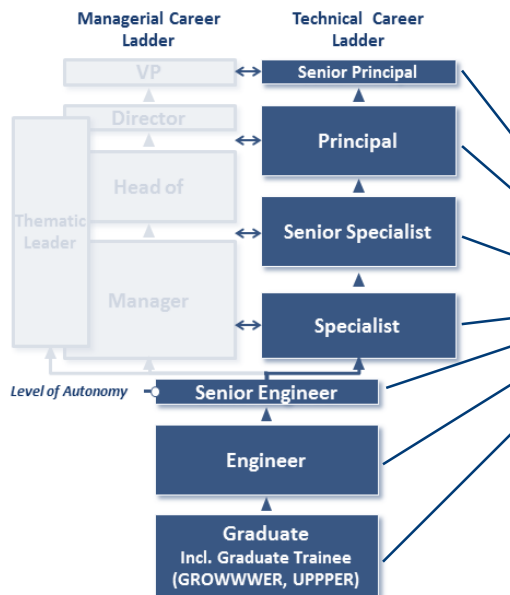 Managerial Career
Ladder
Technical Career
Ladder
VP
Senior Principal
Director
Principal
Head of
Thematic
Leader
Senior Specialist
Manager
Specialist
Level of Autonomy
Senior Engineer
Engineer
Graduate
Incl. Graduate Trainee
(GROWWWER, UPPPER)